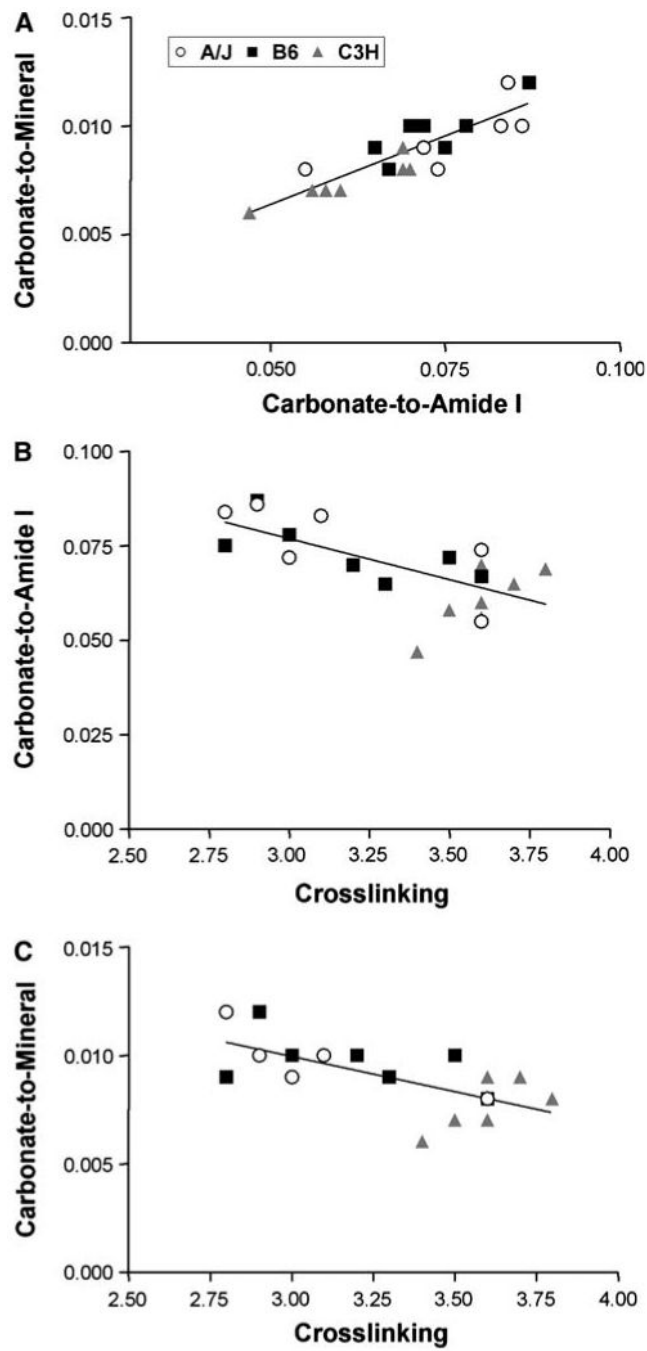 A
0.015
A/J B6 C3H
0.010
0.005
0.000
Carbonate-to-Mineral
0.050 0.075 0.100
Carbonate-to-Amide I
B
0.100
0.075
0.050
0.025
0.000
Carbonate-to-Amide I
2.50 2.75 3.00 3.25 3.50 3.75 4.00
Crosslinking
C
0.015
0.010
0.005
0.000
Carbonate-to-Mineral
2.50 2.75 3.00 3.25 3.50 3.75 4.00
Crosslinking